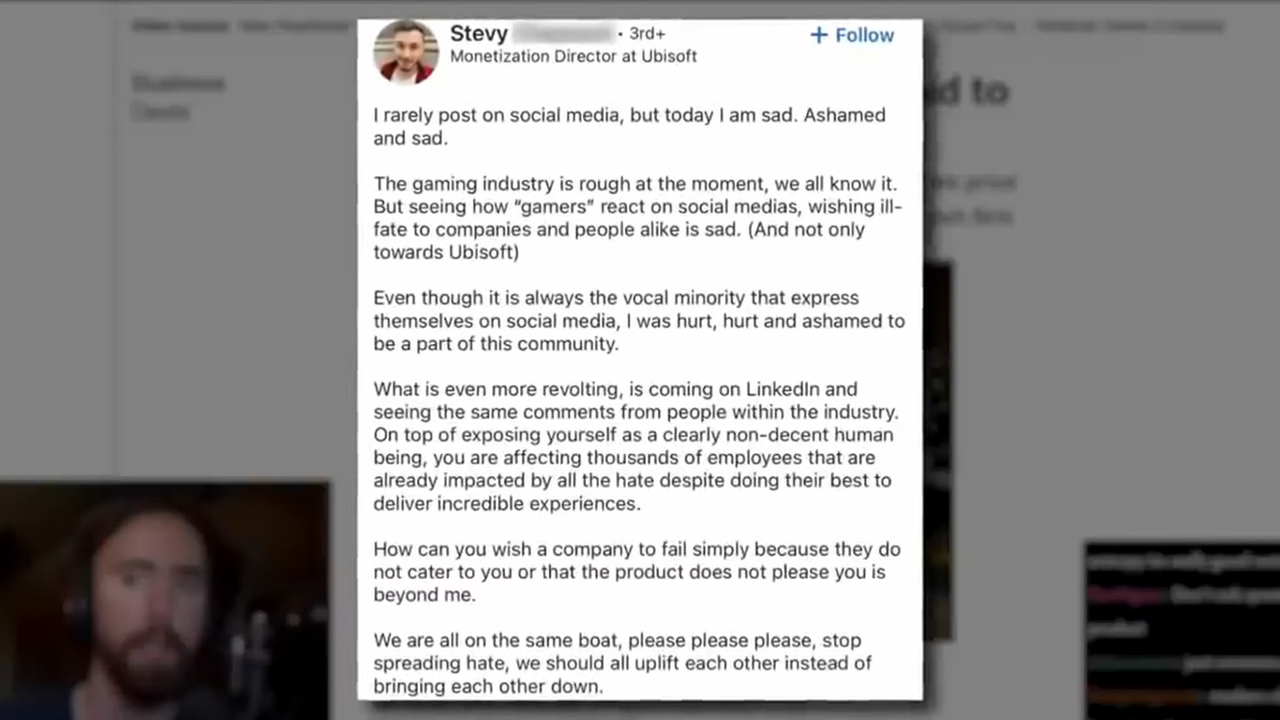 Stevy · 3rd+
+ Follow
Monetization Director at Ubisoft
I rarely post on social media, but today I am sad. Ashamed
and sad.
The gaming industry is rough at the moment, we all know it.
But seeing how “gamers” react on social medias, wishing ill-
fate to companies and people alike is sad. (And not only
towards Ubisoft)
Even though it is always the vocal minority that express
themselves on social media, I was hurt, hurt and ashamed to
be a part of this community.
What is even more revolting, is coming on LinkedIn and
seeing the same comments from people within the industry.
On top of exposing yourself as a clearly non-decent human
being, you are affecting thousands of employees that are
already impacted by all the hate despite doing their best to
deliver incredible experiences.
How can you wish a company to fail simply because they do
not cater to you or that the product does not please you is
beyond me.
We are all on the same boat, please please please, stop
spreading hate, we should all uplift each other instead of
bringing each other down.
d to
product